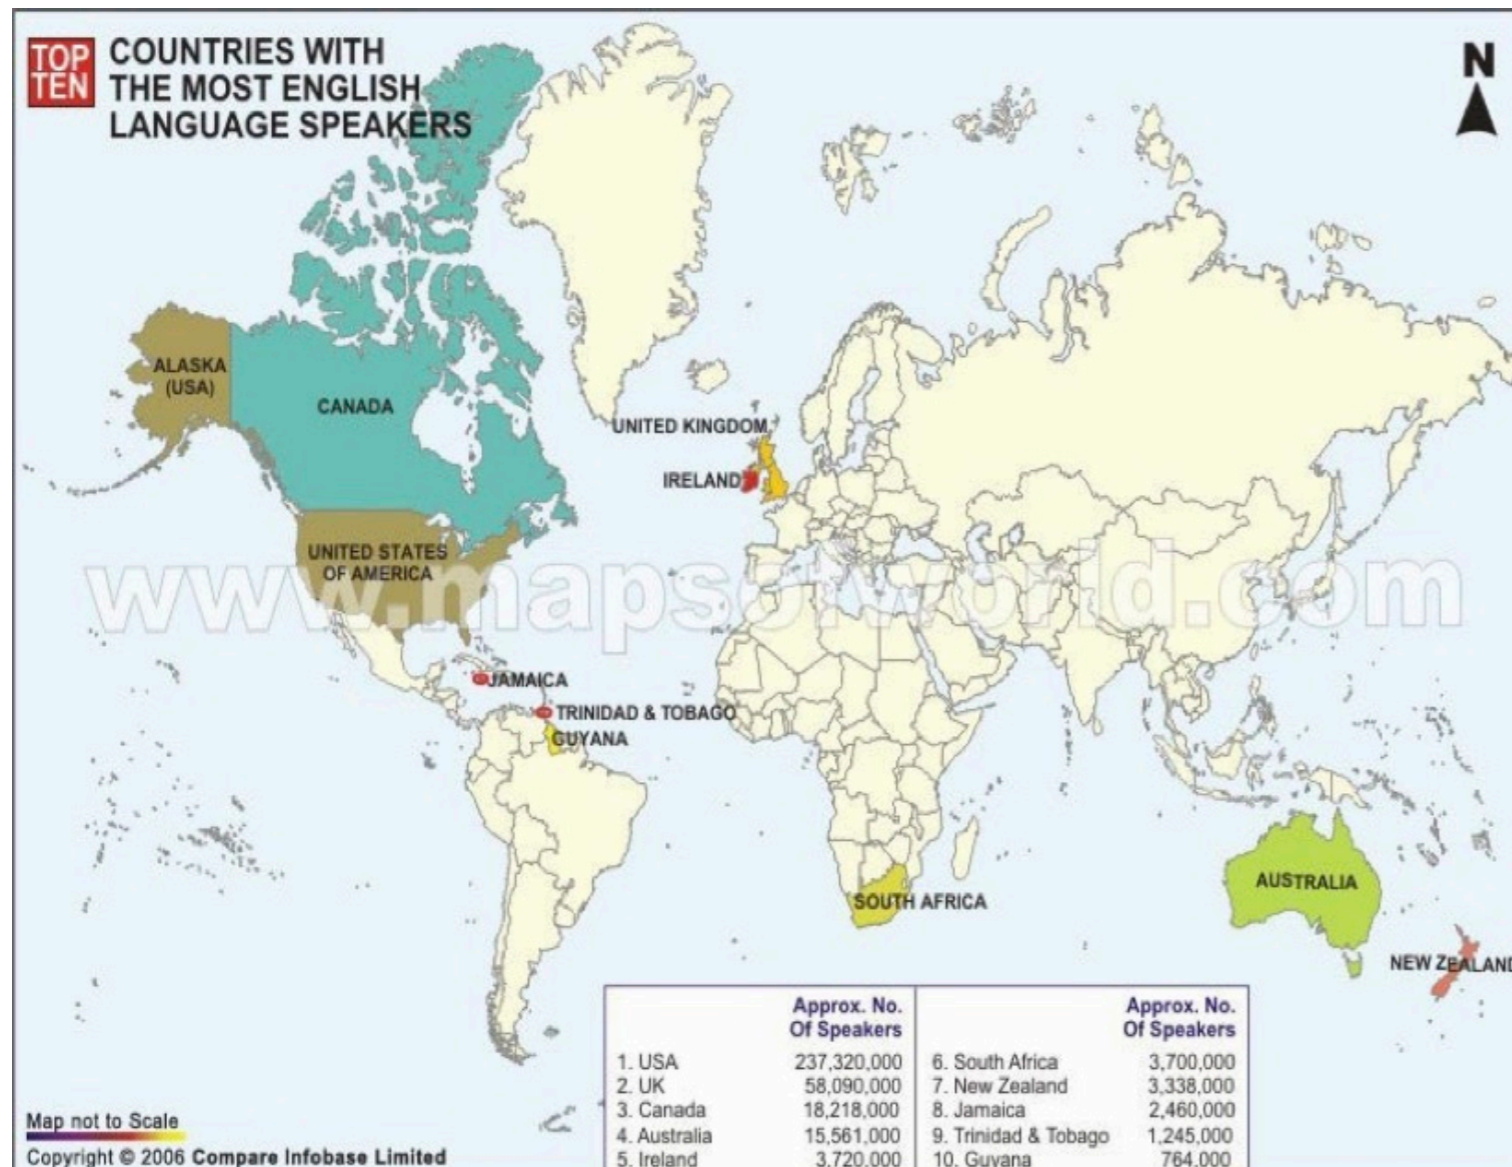 TOP
TEN
COUNTRIES WITH
THE MOST ENGLISH
LANGUAGE SPEAKERS
N
ALASKA
(USA)
CANADA
UNITED KINGDOM
IRELAND
UNITED STATES
OF AMERICA
www.mapsofworld.com
JAMAICA
TRINIDAD & TOBAGO
GUYANA
SOUTH AFRICA
AUSTRALIA
NEW ZEALAND
Approx. No.
Of Speakers
1. USA 237,320,000
2. UK 58,090,000
3. Canada 18,218,000
4. Australia 15,561,000
5. Ireland 3,720,000
Approx. No.
Of Speakers
6. South Africa 3,700,000
7. New Zealand 3,338,000
8. Jamaica 2,460,000
9. Trinidad & Tobago 1,245,000
10. Guyana 764,000
Map not to Scale
Copyright © 2006 Compare Infobase Limited